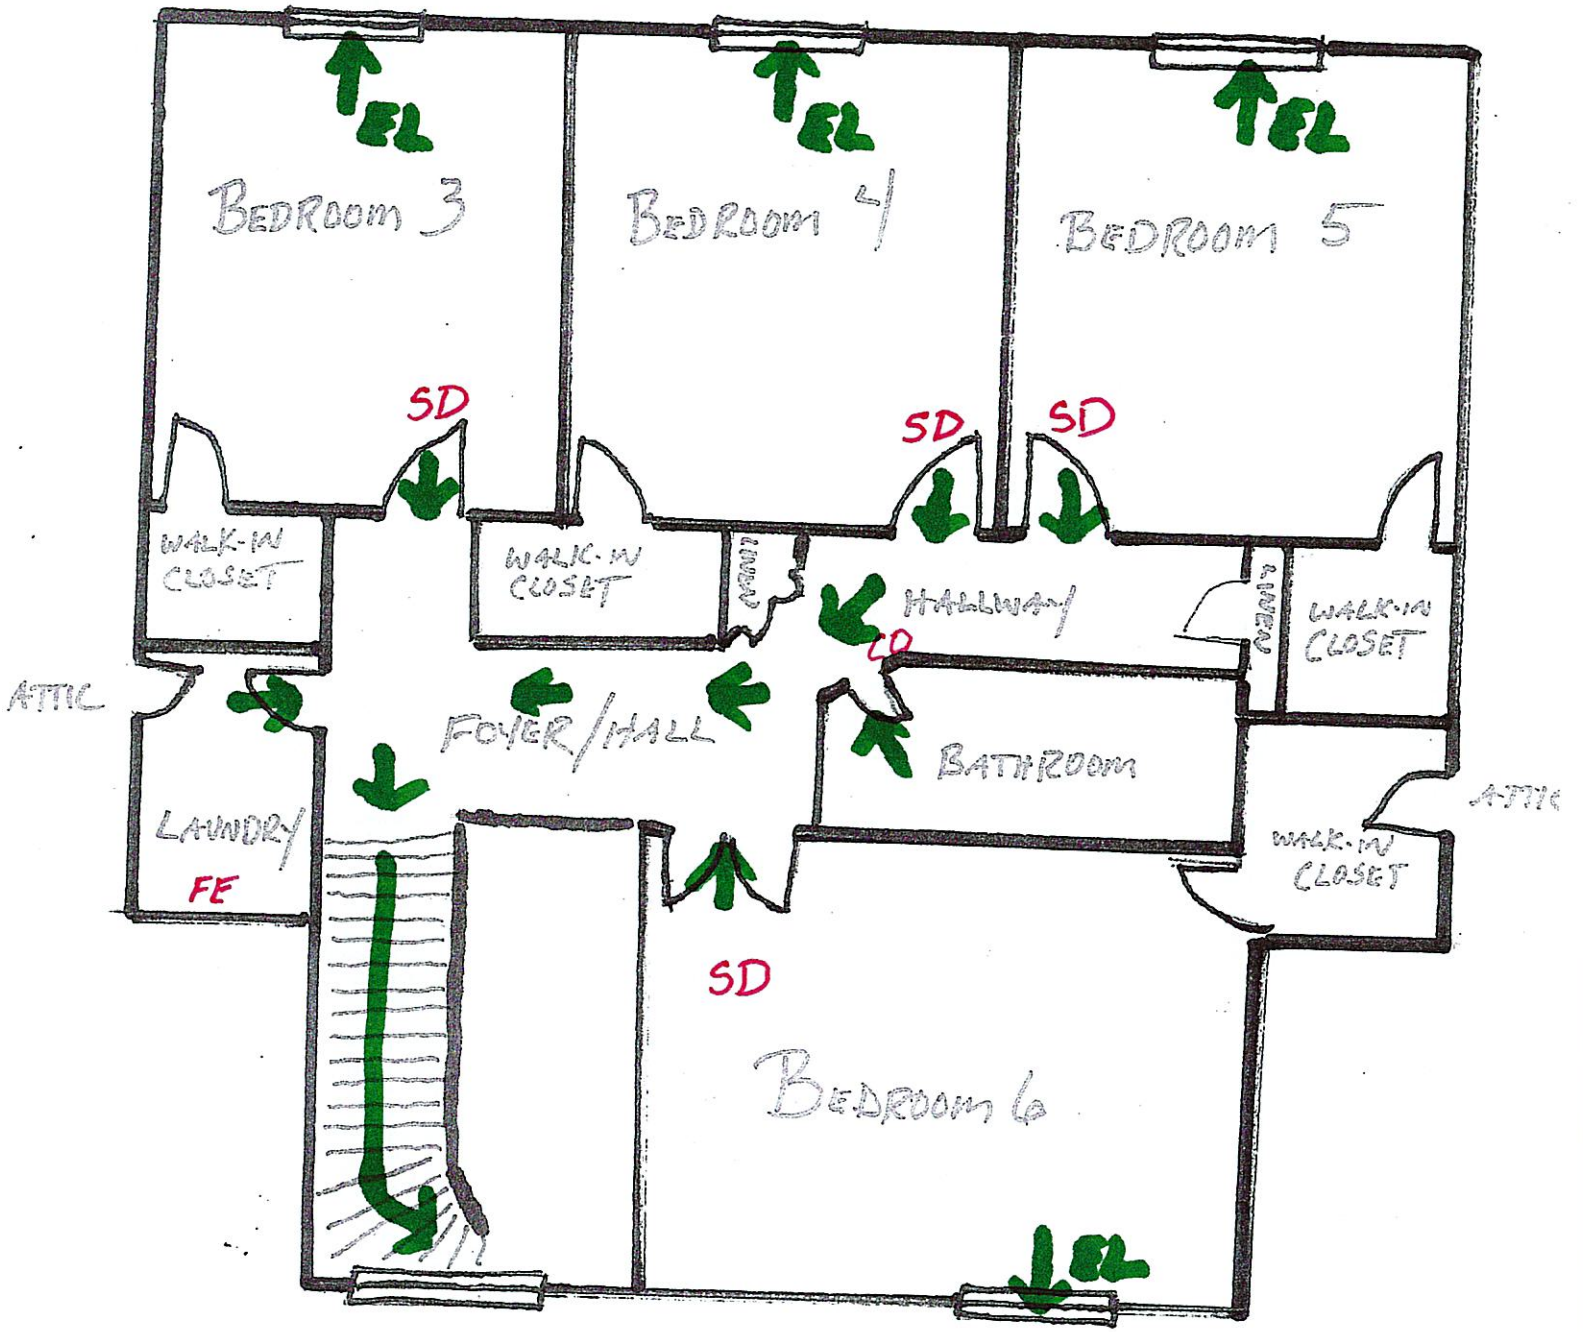 EL
EL
EL
BEDROOM 3
BEDROOM 4
BEDROOM 5
SD
SD
SD
WALK-IN
CLOSET
WALK-IN
CLOSET
LINEN
HALLWAY
LINEN
WALK-IN
CLOSET
CO
ATTIC
FOYER/HALL
BATHROOM
ATTIC
LAUNDRY
WALK-IN
CLOSET
FE
SD
BEDROOM 6
EL